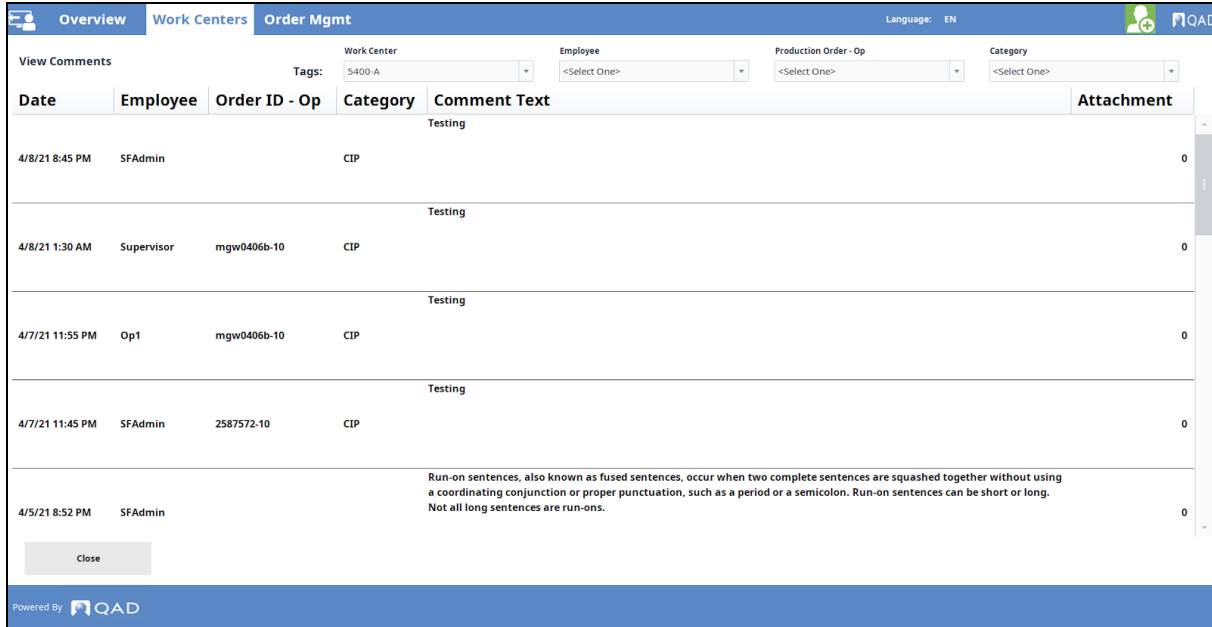 Overview Work Centers Order Mgmt Language: EN QAD
View Comments
Tags:
Work Center Employee Production Order - Op Category
5400-A <Select One> <Select One> <Select One>
Date Employee Order ID - Op Category Comment Text Attachment
Testing
4/8/21 8:45 PM SFAdmin CIP 0
Testing
4/8/21 1:30 AM Supervisor mgw0406b-10 CIP 0
Testing
4/7/21 11:55 PM Op1 mgw0406b-10 CIP 0
Testing
4/7/21 11:45 PM SFAdmin 2587572-10 CIP 0
Run-on sentences, also known as fused sentences, occur when two complete sentences are squashed together without using
a coordinating conjunction or proper punctuation, such as a period or a semicolon. Run-on sentences can be short or long.
Not all long sentences are run-ons.
4/5/21 8:52 PM SFAdmin 0
Close
Powered By QAD